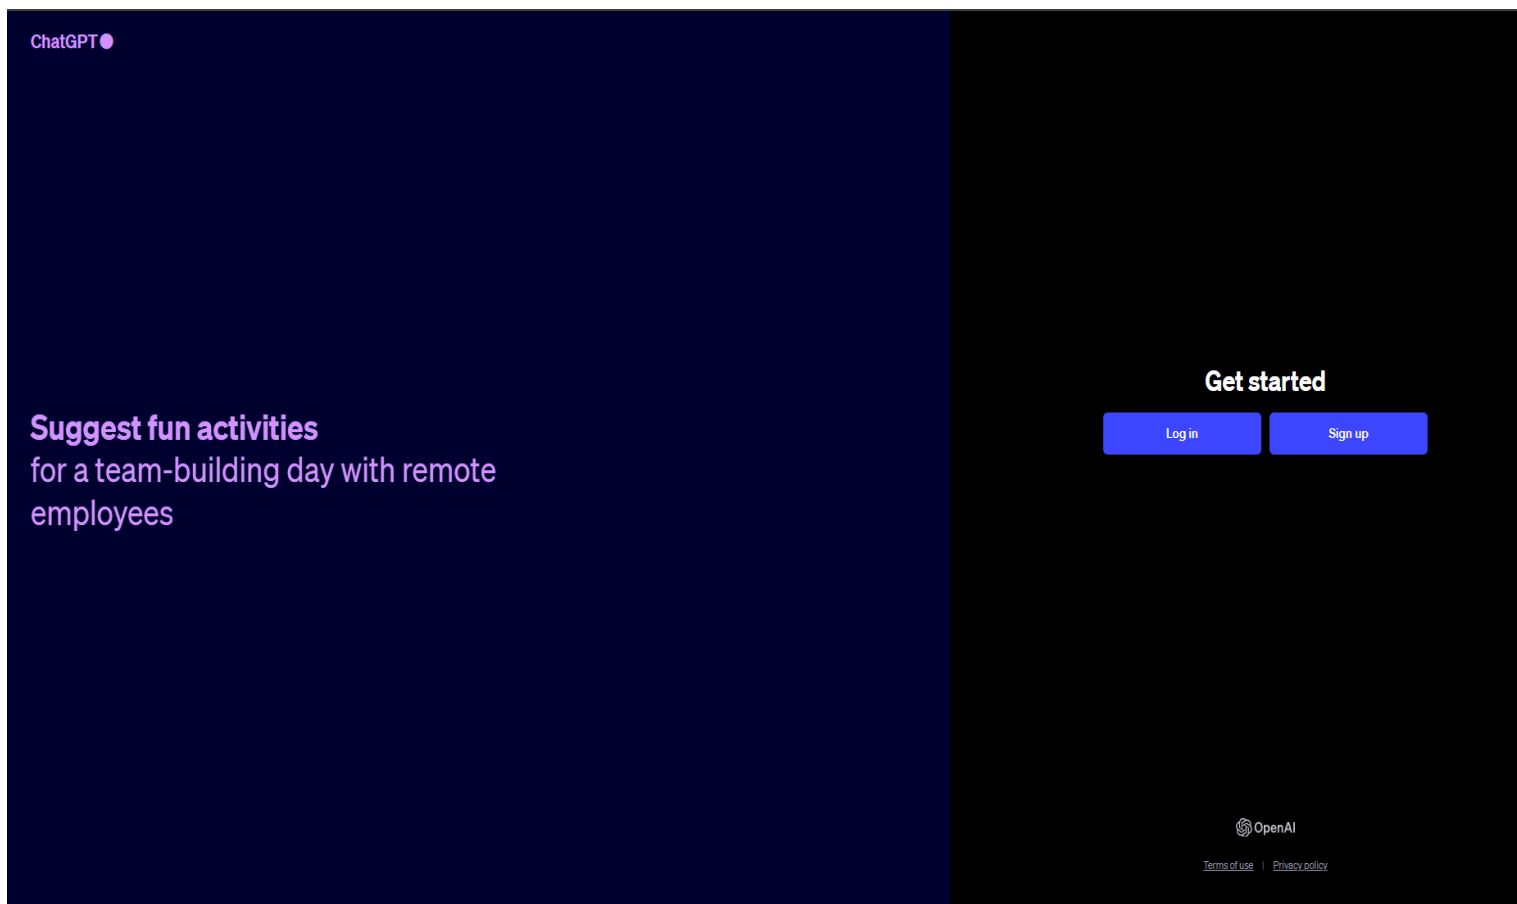 ChatGPT
Suggest fun activities
for a team-building day with remote
employees
Get started
Log in
Sign up
OpenAI
Terms of use | Privacy policy